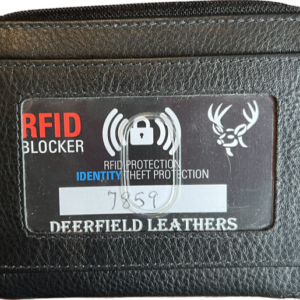 RFID
BLOCKER
RFID PROTECTION
IDENTITY THEFT PROTECTION
7859
DEERFIELD LEATHERS